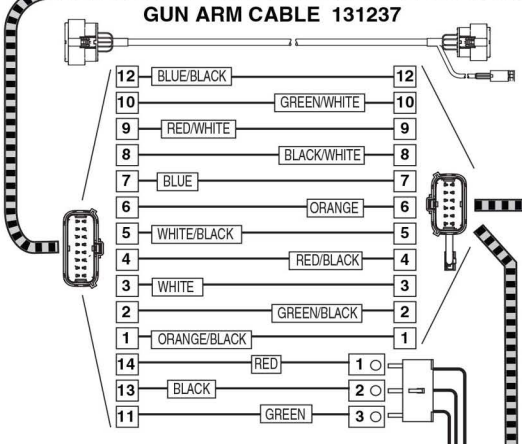 GUN ARM CABLE 131237
12 BLUE/BLACK 12
10 GREEN/WHITE 10
9 RED/WHITE 9
8 BLACK/WHITE 8
7 BLUE 7
6 ORANGE 6
5 WHITE/BLACK 5
4 RED/BLACK 4
3 WHITE 3
2 GREEN/BLACK 2
1 ORANGE/BLACK 1
14 RED 1
13 BLACK 2
11 GREEN 3